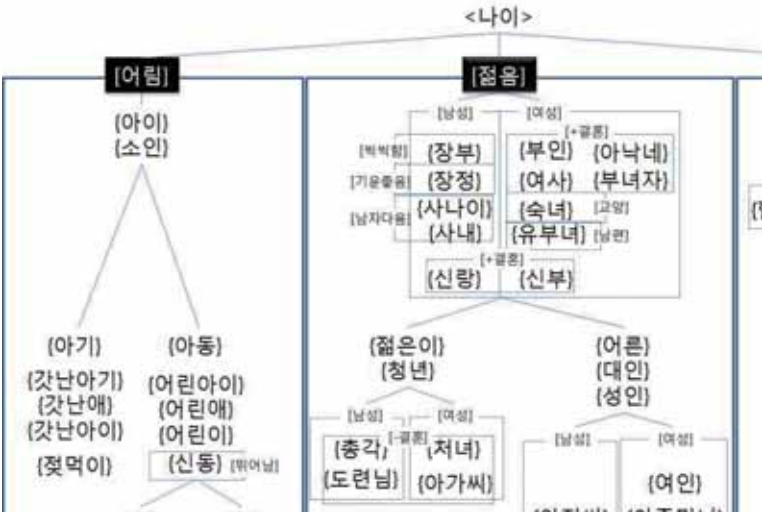 <나이>
[어림]
{아이}
{소인}
{아기}
{갓난아기}
{갓난애}
{갓난아이}
{젖먹이}
{아동}
{어린아이}
{어린애}
{어린이}
{신동} [뛰어남]
[젊음]
[남성] [여성]
[+결혼]
[씩씩함] {장부} {부인} {아낙네}
[기운좋음] {장정} {여사} {부녀자}
[남자다움] {사나이} {숙녀} [교양]
{사내} {유부녀} [남편]
[+결혼]
{신랑} {신부}
{젊은이}
{청년}
[남성] [여성]
[-결혼]
{총각} {처녀}
{도련님} {아가씨}
{어른}
{대인}
{성인}
[남성] [여성]
{여인}